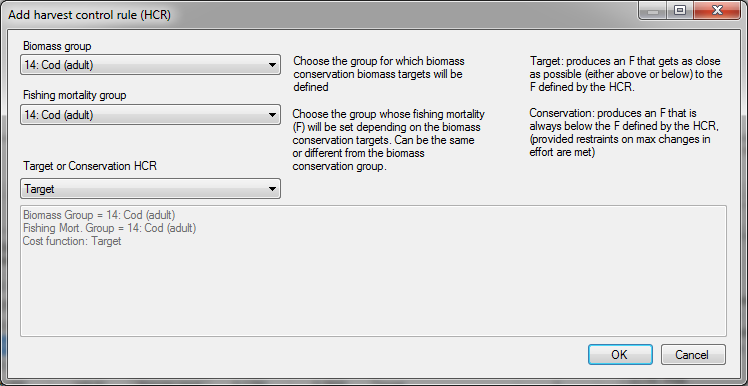 Add harvest control rule (HCR)
Biomass group
14: Cod (adult)
Fishing mortality group
14: Cod (adult)
Target or Conservation HCR
Target
Choose the group for which biomass
conservation biomass targets will be
defined
Choose the group whose fishing mortality
(F) will be set depending on the biomass
conservation targets. Can be the same
or different from the biomass
conservation group.
Target: produces an F that gets as close
as possible (either above or below) to the
F defined by the HCR.
Conservation: produces an F that is
always below the F defined by the HCR,
(provided restraints on max changes in
effort are met)
Biomass Group = 14: Cod (adult)
Fishing Mort. Group = 14: Cod (adult)
Cost function: Target
OK
Cancel